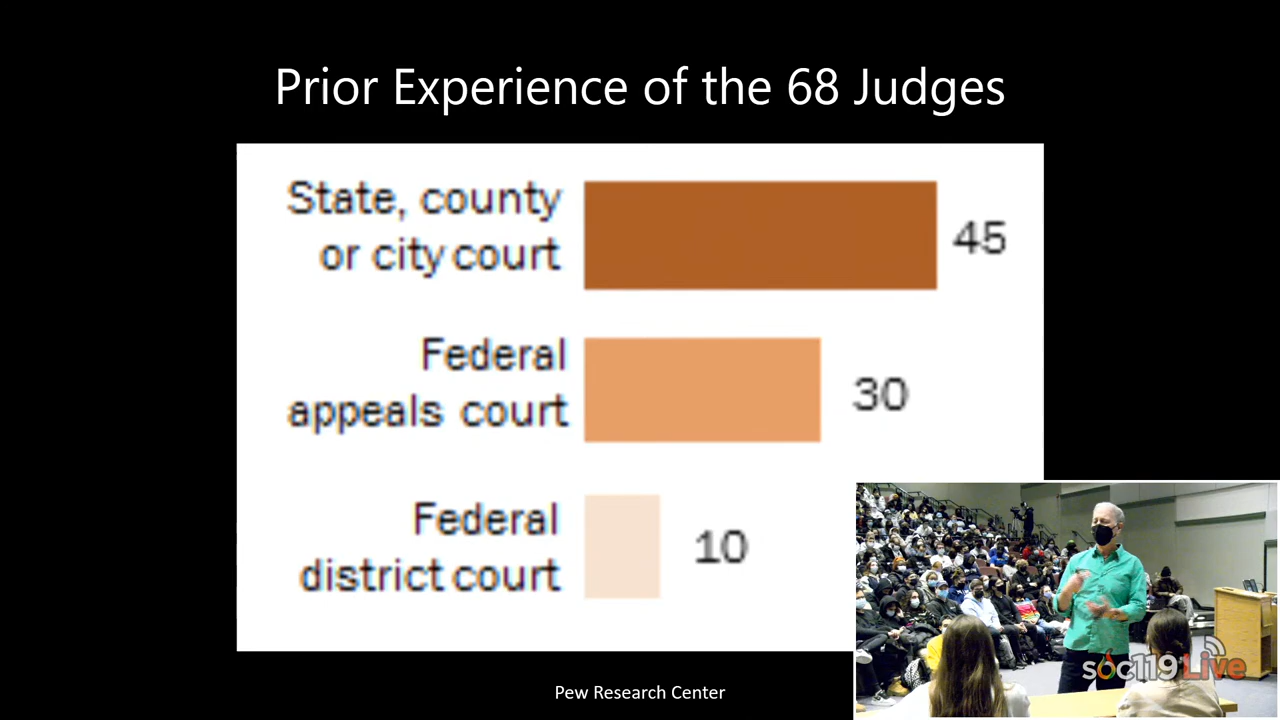 Prior Experience of the 68 Judges
State, county
or city court
45
Federal
appeals court
30
Federal
district court
10
Pew Research Center
soc119 Live